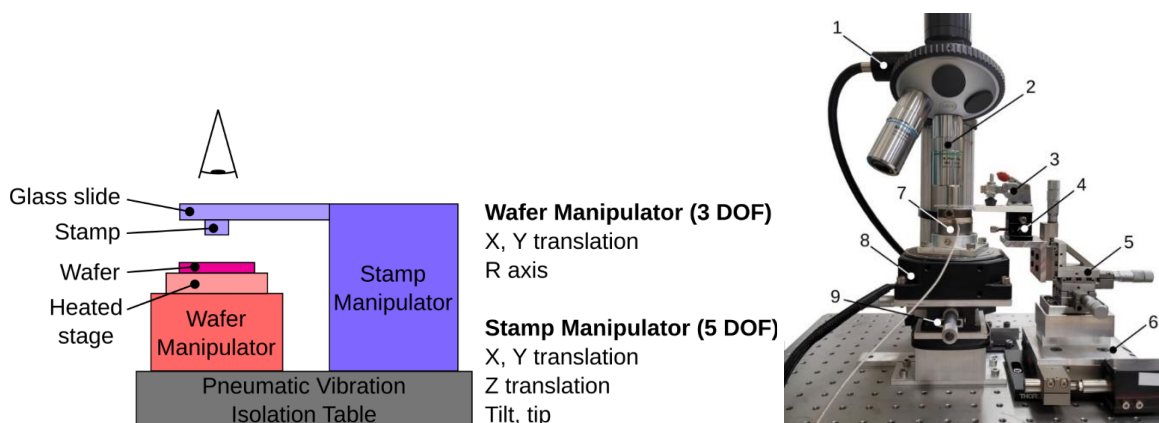 Glass slide
Stamp
Wafer
Heated
stage
Wafer
Manipulator
Stamp
Manipulator
Pneumatic Vibration
Isolation Table
Wafer Manipulator (3 DOF)
X, Y translation
R axis
Stamp Manipulator (5 DOF)
X, Y translation
Z translation
Tilt, tip
1
2
3
4
5
6
7
8
9